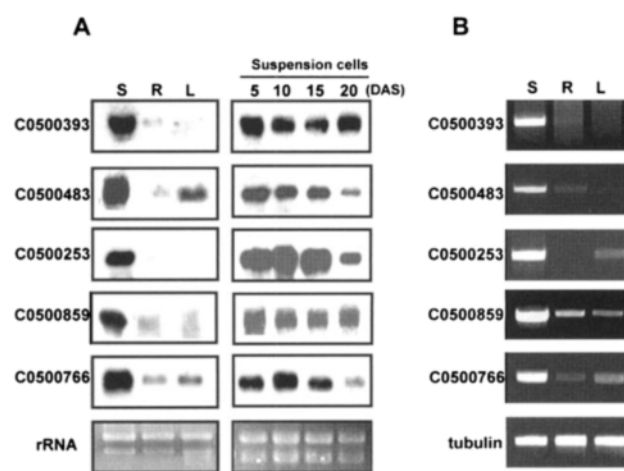 A
B
Suspension cells
S R L
5 10 15 20 (DAS)
S R L
C0500393
C0500393
C0500483
C0500483
C0500253
C0500253
C0500859
C0500859
C0500766
C0500766
rRNA
tubulin